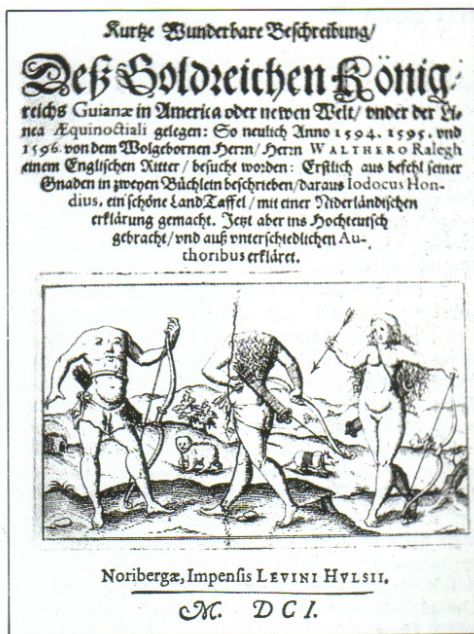 Kurtze Wunderbare Beschreibung/
Deß Goldreichen König/
reichs Guianæ in America oder newen Welt/ vnder der Li-
nea Æquinoctiali gelegen: So neulich Anno 1594. 1595. vnd
1596. von dem Wolgebornen Herrn/ Herrn WALTHERO Ralegh
einem Englischen Ritter/ besucht worden: Erstlich aus befehl seiner
Gnaden in zweyen Büchlein beschrieben/ daraus Iodocus Hon-
dius, ein schöne Land Taffel/ mit einer Niderländischen
erklärung gemacht. Jetzt aber ins Hochteutsch
gebracht/ vnd auß vnterschiedlichen Au-
thoribus erkläret.
Noribergæ, Impensis LEVINI HVLSII.
M. DCI.